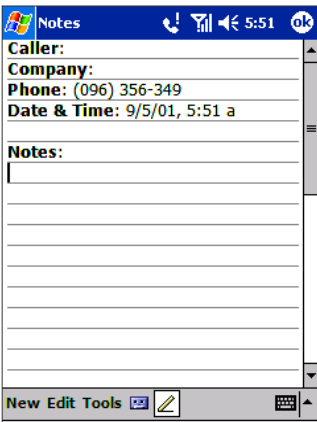 Notes 5:51 ok
Caller:
Company:
Phone: (096) 356-349
Date & Time: 9/5/01, 5:51 a
Notes:
New Edit Tools